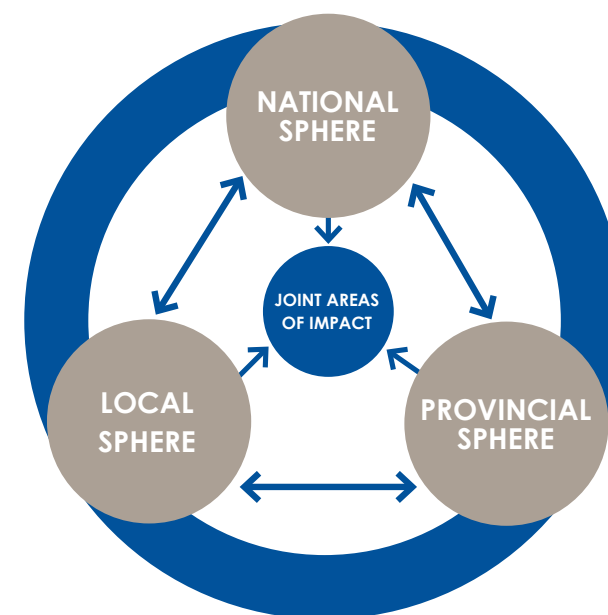 NATIONAL
SPHERE
JOINT AREAS
OF IMPACT
LOCAL
SPHERE
PROVINCIAL
SPHERE